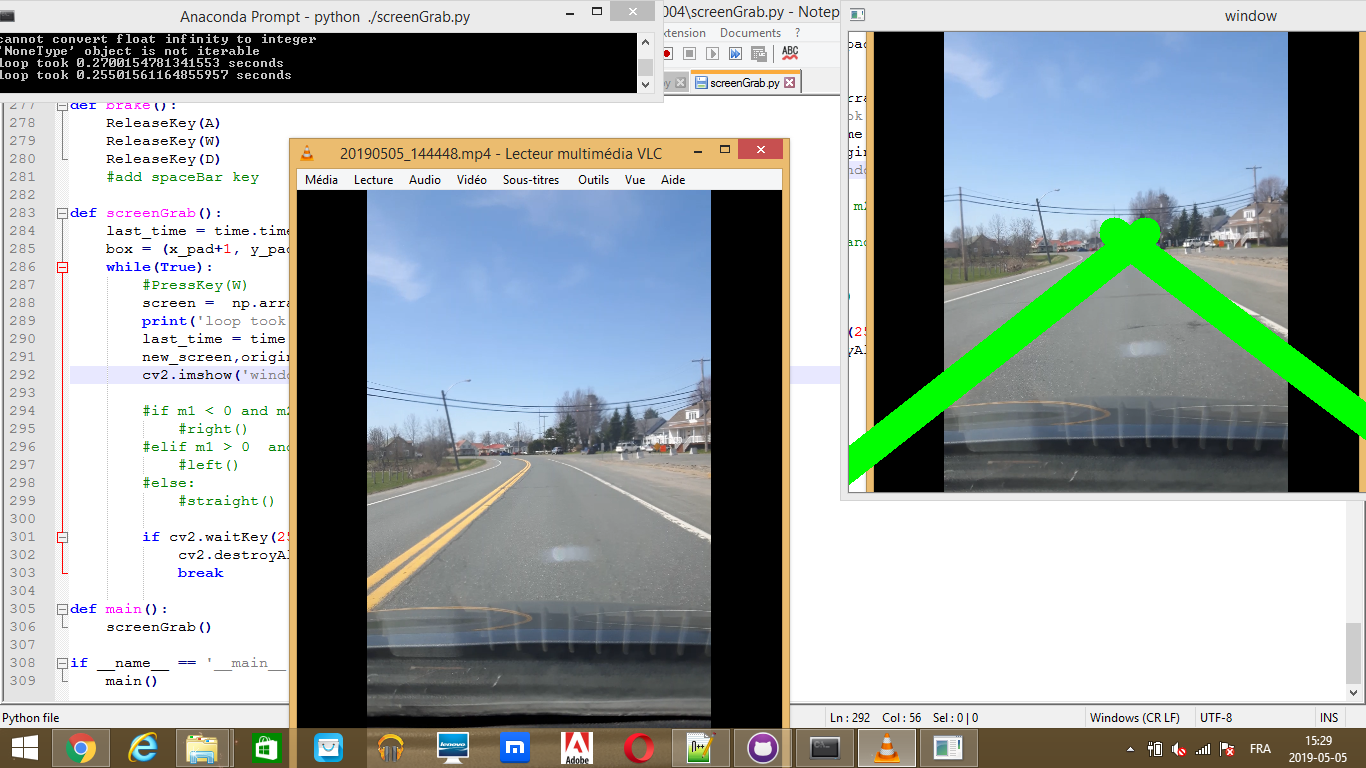 Anaconda Prompt - python ./screenGrab.py
cannot convert float infinity to integer
'NoneType' object is not iterable
loop took 0.2700154781341553 seconds
loop took 0.25501561164855957 seconds
004\screenGrab.py - Notep
xtension Documents ?
ABC
screenGrab.py
window
277 def brake():
278 ReleaseKey(A)
279 ReleaseKey(W)
280 ReleaseKey(D)
281 #add spaceBar key
282
283 def screenGrab():
284 last_time = time.time
285 box = (x_pad+1, y_pad
286 while(True):
287 #PressKey(W)
288 screen = np.arra
289 print('loop took
290 last_time = time
291 new_screen,origin
292 cv2.imshow('windo
293
294 #if m1 < 0 and m2
295 #right()
296 #elif m1 > 0 and
297 #left()
298 #else:
299 #straight()
300
301 if cv2.waitKey(25
302 cv2.destroyAl
303 break
304
305 def main():
306 screenGrab()
307
308 if __name__ == '__main__
309 main()
20190505_144448.mp4 - Lecteur multimédia VLC
Média Lecture Audio Vidéo Sous-titres Outils Vue Aide
Python file
Ln : 292 Col : 56 Sel : 0 | 0
Windows (CR LF)
UTF-8
INS
lenovo
m
Adobe
FRA
15:29
2019-05-05